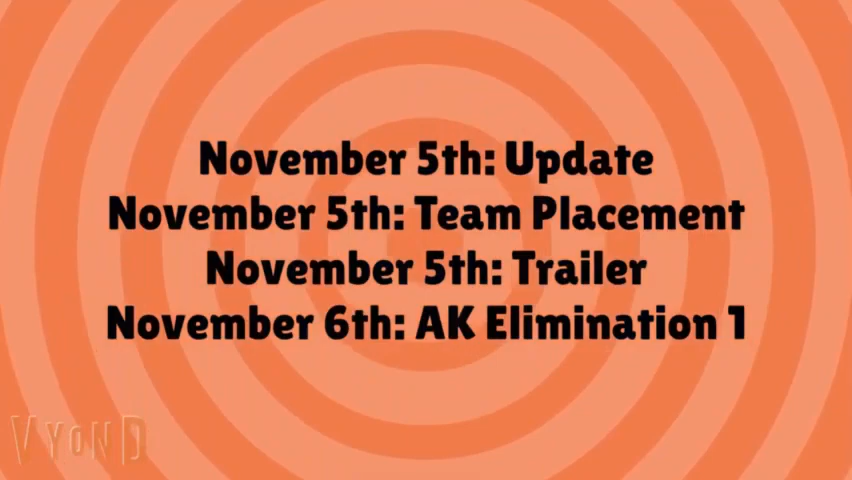 November 5th: Update
November 5th: Team Placement
November 5th: Trailer
November 6th: AK Elimination 1
VYOND